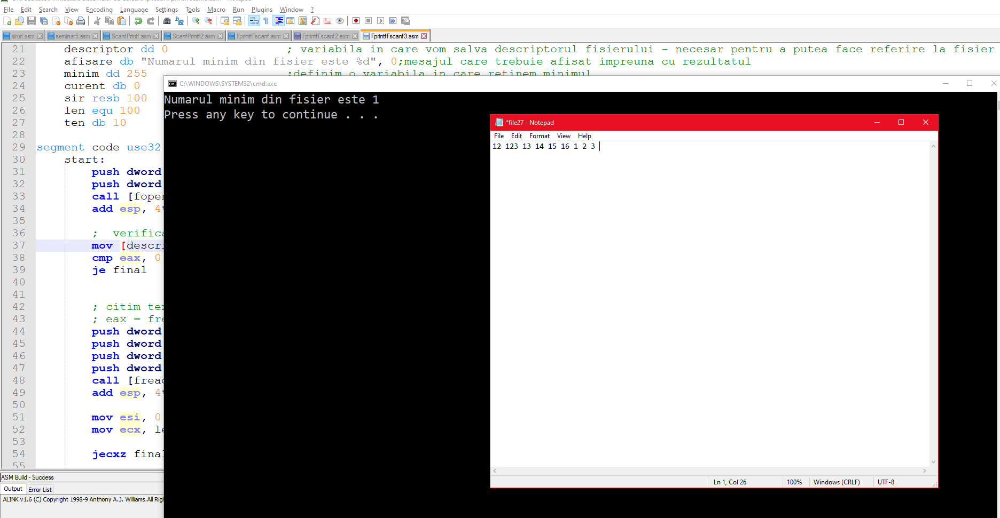 File Edit Search View Encoding Language Settings Tools Macro Run Plugins Window ?
siruri.asm seminar5.asm ScanfPrintf.asm ScanfPrintf2.asm FprintfFscanf.asm FprintfFscanf2.asm FprintfFscanf3.asm
21 descriptor dd 0 ; variabila in care vom salva descriptorul fisierului - necesar pentru a putea face referire la fisier
22 afisare db "Numarul minim din fisier este %d", 0;mesajul care trebuie afisat impreuna cu rezultatul
23 minim dd 255 ;definim o variabila in care retinem minimul
24 curent db 0
25 sir resb 100
26 len equ 100
27 ten db 10
28
29 segment code use32
30 start:
31 push dword
32 push dword
33 call [foper
34 add esp, 4
35
36 ; verifica
37 mov [descri
38 cmp eax, 0
39 je final
40
41
42 ; citim tex
43 ; eax = fre
44 push dword
45 push dword
46 push dword
47 push dword
48 call [freac
49 add esp, 4
50
51 mov esi, 0
52 mov ecx, le
53
54 jecxz final
55
C:\WINDOWS\SYSTEM32\cmd.exe
Numarul minim din fisier este 1
Press any key to continue . . .
*file27 - Notepad
File Edit Format View Help
12 123 13 14 15 16 1 2 3
Ln 1, Col 26 100% Windows (CRLF) UTF-8
ASM Build - Success
Output Error List
ALINK v1.6 (C) Copyright 1998-9 Anthony A.J. Williams.All Righ